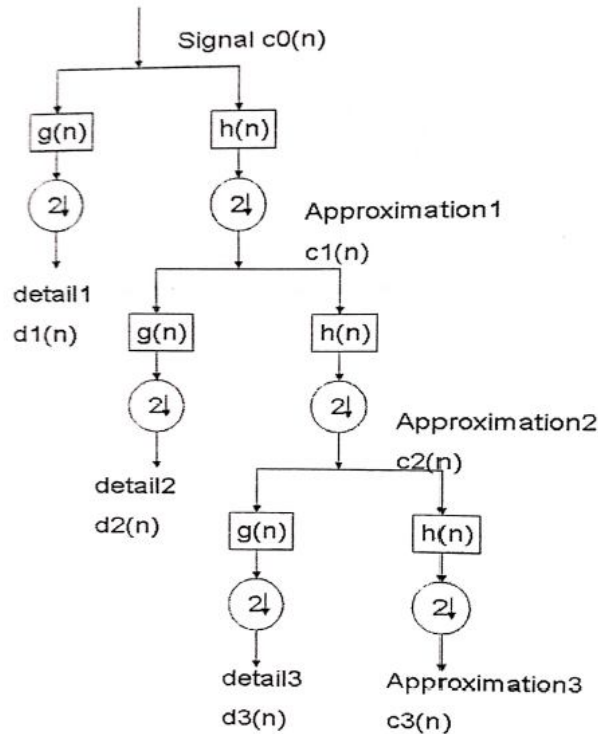 Signal c0(n)
g(n)
h(n)
2↓
2↓
Approximation1
c1(n)
detail1
d1(n)
g(n)
h(n)
2↓
2↓
Approximation2
c2(n)
detail2
d2(n)
g(n)
h(n)
2↓
2↓
detail3
d3(n)
Approximation3
c3(n)